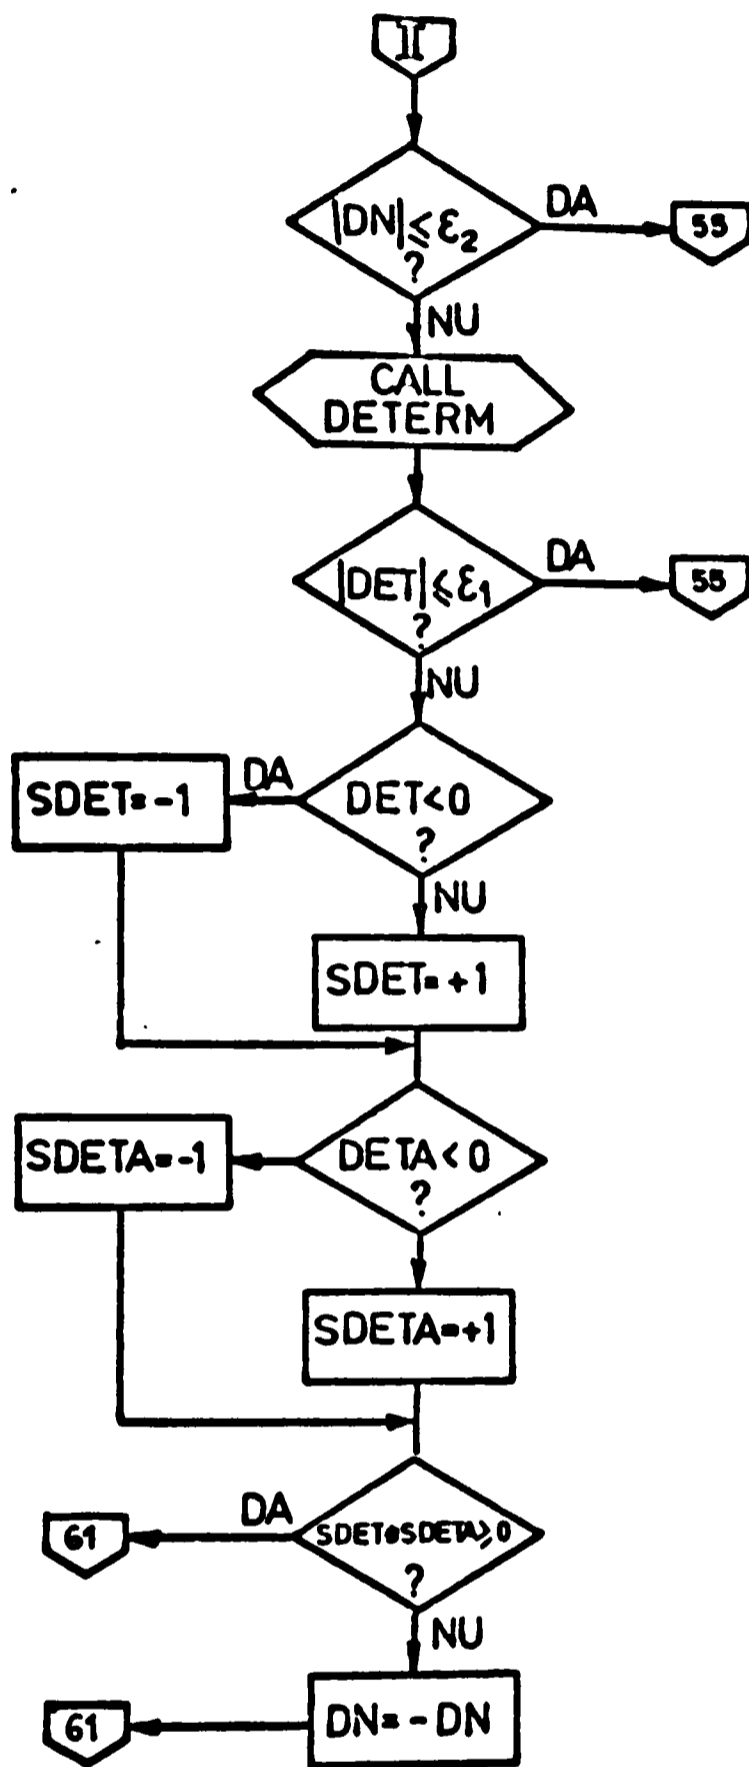 I
|DN|≤ε₂
?
DA
55
NU
CALL
DETERM
|DET|≤ε₁
?
DA
55
NU
DET<0
?
DA
SDET=-1
NU
SDET=+1
DETA<0
?
SDETA=-1
SDETA=+1
SDET*SDETA≥0
?
DA
61
NU
DN=-DN
61